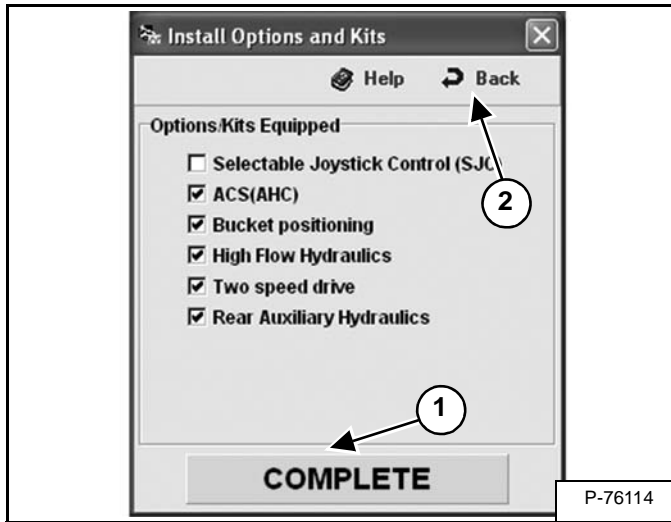 Install Options and Kits
Help Back
Options/Kits Equipped
Selectable Joystick Control (SJC)
ACS(AHC)
2
Bucket positioning
High Flow Hydraulics
Two speed drive
Rear Auxiliary Hydraulics
1
COMPLETE
P-76114